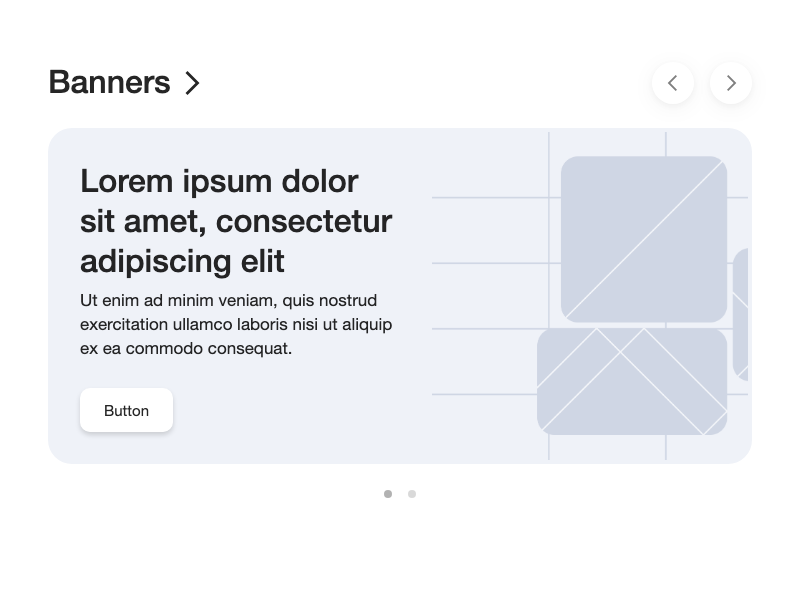 Banners
Lorem ipsum dolor
sit amet, consectetur
adipiscing elit
Ut enim ad minim veniam, quis nostrud
exercitation ullamco laboris nisi ut aliquip
ex ea commodo consequat.
Button